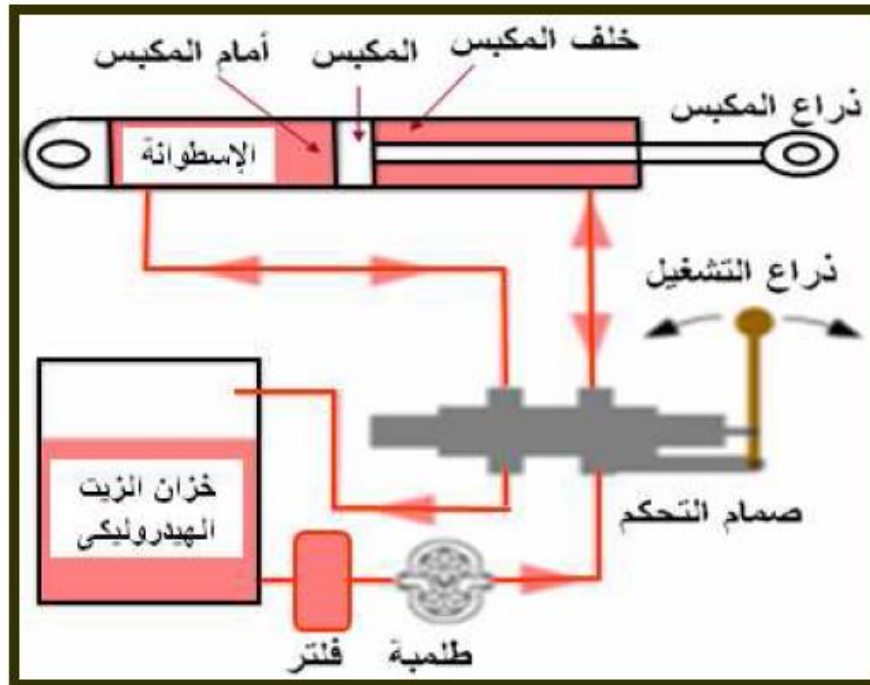 خلف المكبس
المكبس
أمام المكبس
ذراع المكبس
الإسطوانة
ذراع التشغيل
خزان الزيت
الهيدروليكى
صمام التحكم
طلمبة
فلتر